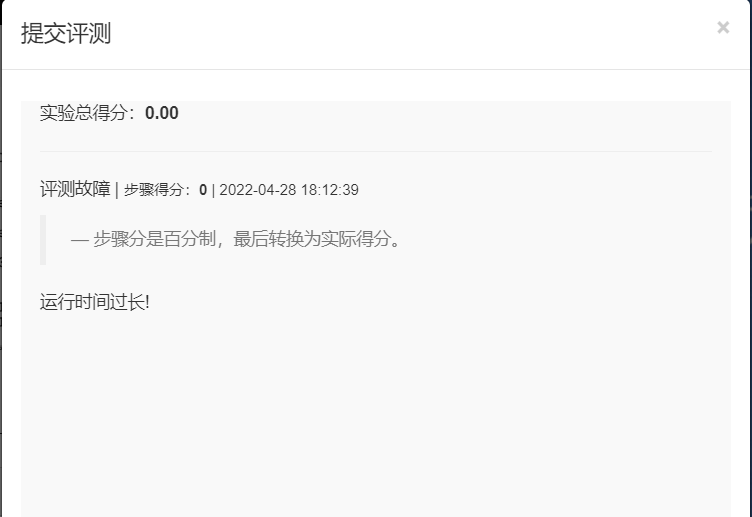 提交评测
×
实验总得分：0.00
评测故障 | 步骤得分：0 | 2022-04-28 18:12:39
— 步骤分是百分制，最后转换为实际得分。
运行时间过长!